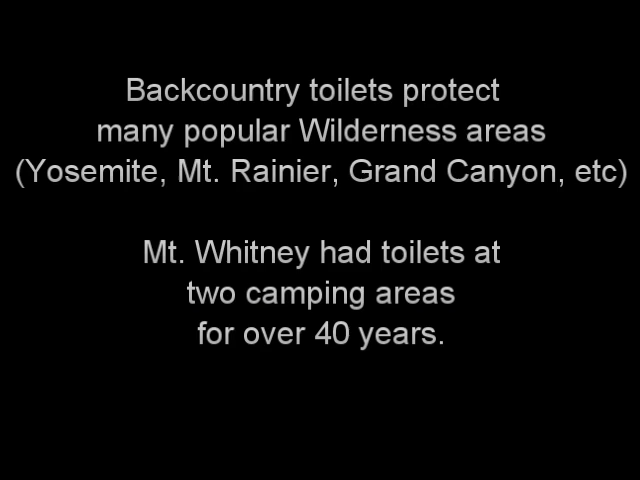 Backcountry toilets protect
many popular Wilderness areas
(Yosemite, Mt. Rainier, Grand Canyon, etc)
Mt. Whitney had toilets at
two camping areas
for over 40 years.